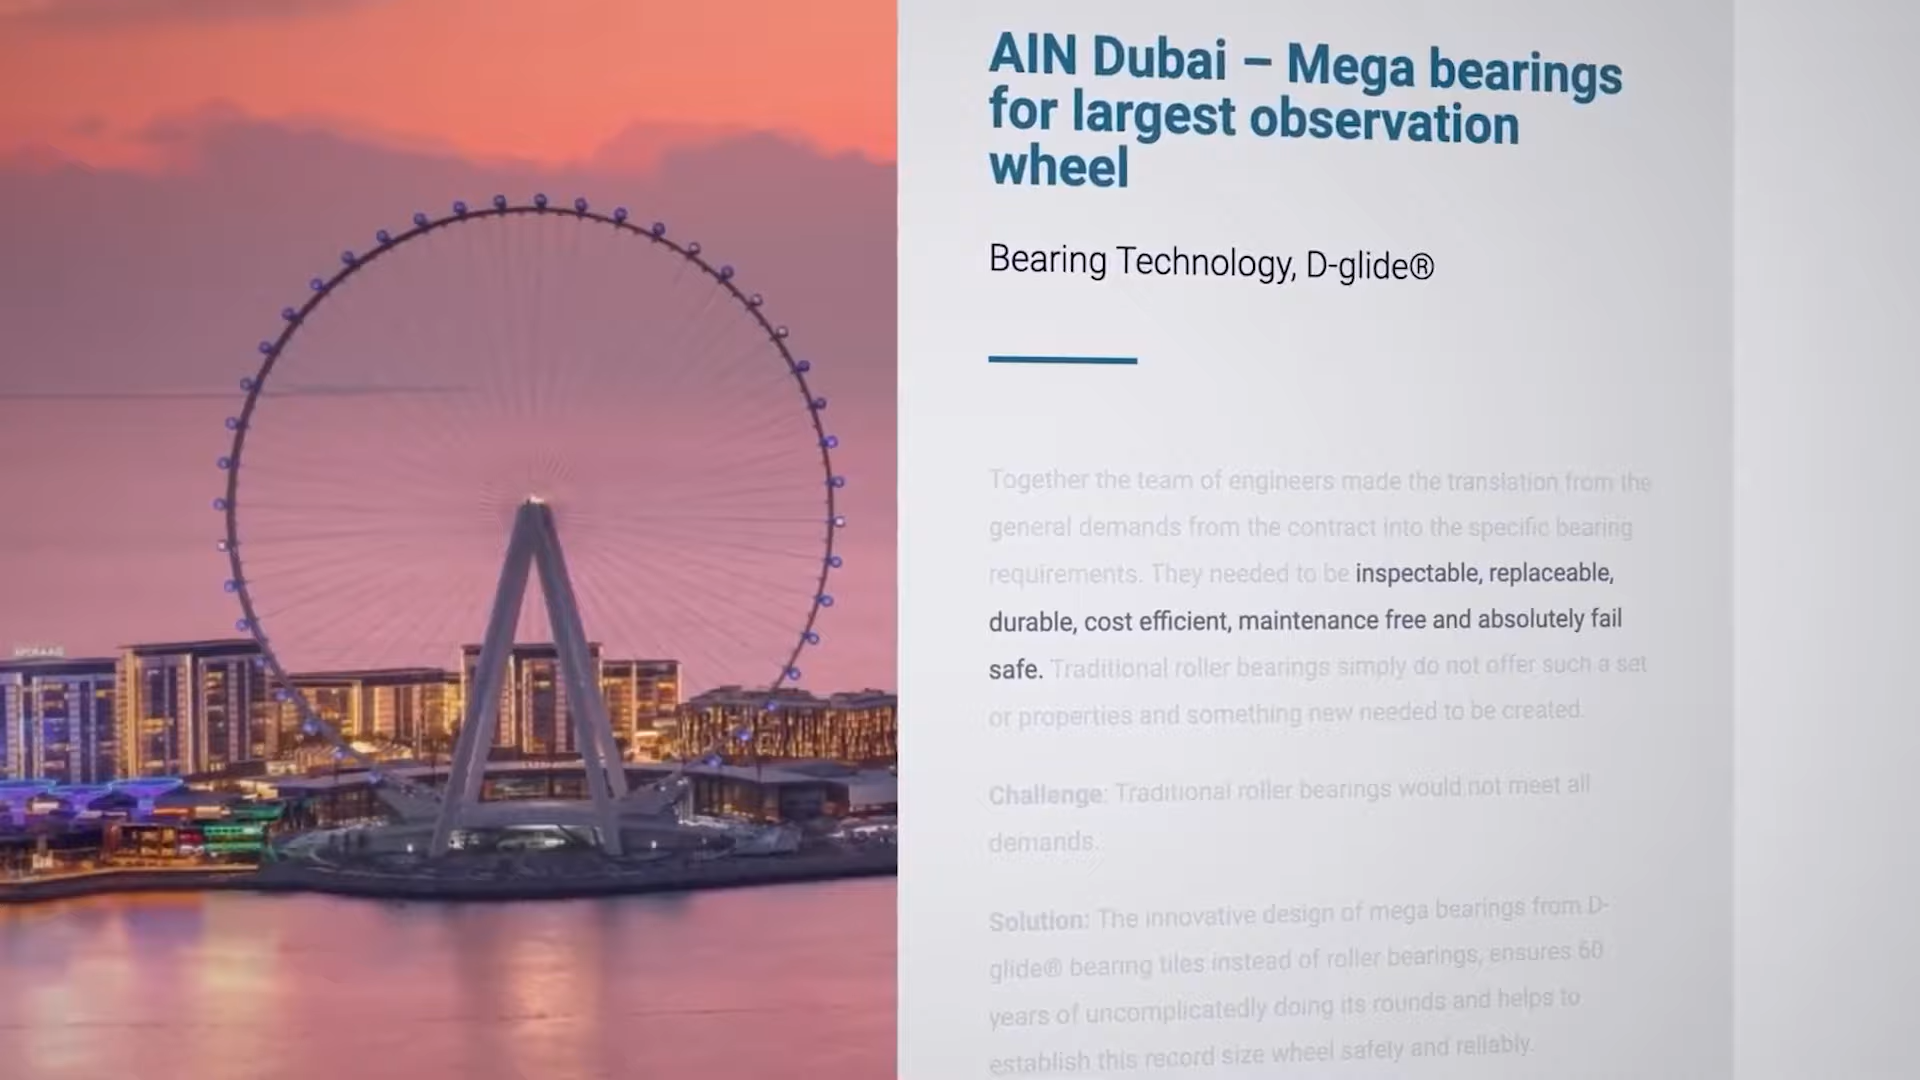 AIN Dubai – Mega bearings
for largest observation
wheel
Bearing Technology, D-glide®
Together the team of engineers made the translation from the
general demands from the contract into the specific bearing
requirements. They needed to be inspectable, replaceable,
durable, cost efficient, maintenance free and absolutely fail
safe. Traditional roller bearings simply do not offer such a set
or properties and something new needed to be created.
Challenge: Traditional roller bearings would not meet all
demands.
Solution: The innovative design of mega bearings from D-
glide® bearing tiles instead of roller bearings, ensures 60
years of uncomplicatedly doing its rounds and helps to
establish this record size wheel safely and reliably.